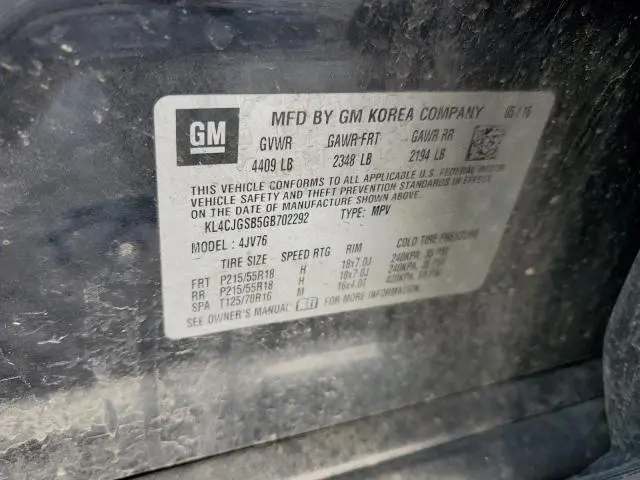 GM
MFD BY GM KOREA COMPANY 05/16
GVWR GAWR FRT GAWR RR
4409 LB 2348 LB 2194 LB
THIS VEHICLE CONFORMS TO ALL APPLICABLE U.S. FEDERAL MOTOR
VEHICLE SAFETY AND THEFT PREVENTION STANDARDS IN EFFECT
ON THE DATE OF MANUFACTURE SHOWN ABOVE.
KL4CJGSB5GB702292 TYPE: MPV
MODEL: 4JV76
TIRE SIZE SPEED RTG RIM COLD TIRE PRESSURE
FRT P215/55R18 H 18x7.0J 240KPA, 35 PSI
RR P215/55R18 H 18x7.0J 240KPA,
SPA T125/70R16 M 16x4.0T 420KPA,
SEE OWNER'S MANUAL FOR MORE INFORMATION.